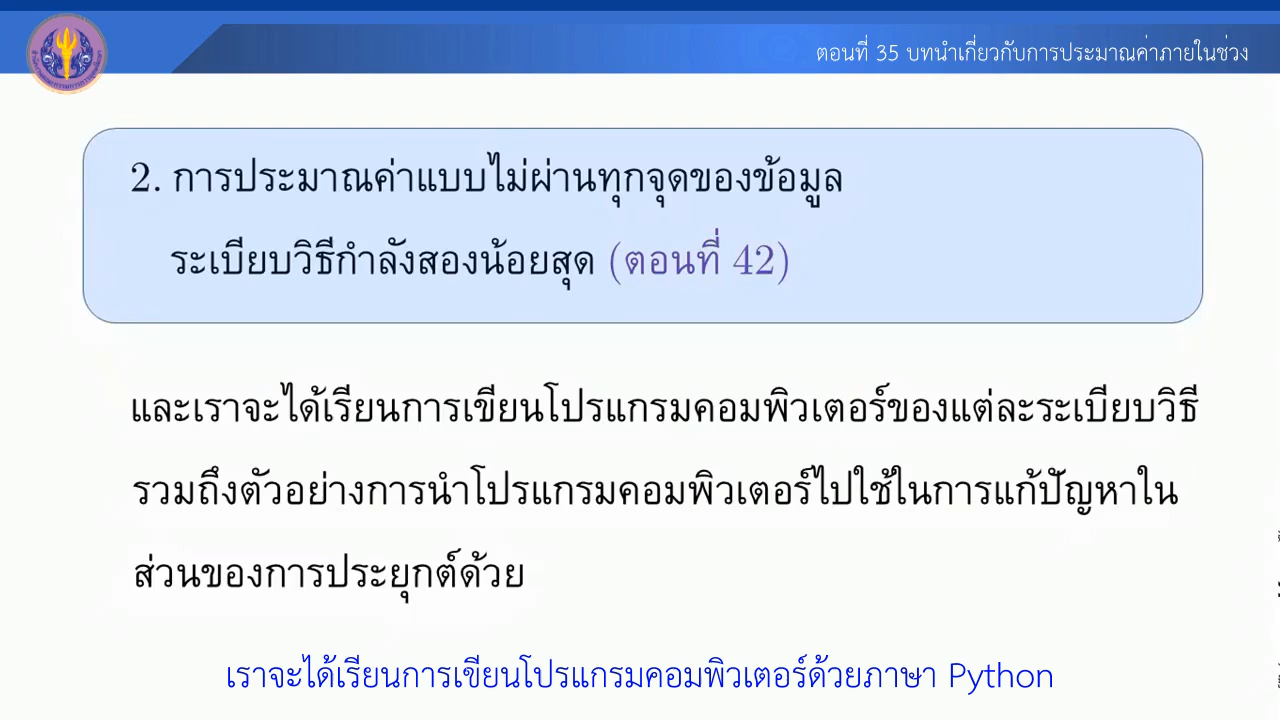 ตอนที่ 35 บทนำเกี่ยวกับการประมาณค่าภายในช่วง
2. การประมาณค่าแบบไม่ผ่านทุกจุดของข้อมูล
ระเบียบวิธีกำลังสองน้อยสุด (ตอนที่ 42)
และเราจะได้เรียนการเขียนโปรแกรมคอมพิวเตอร์ของแต่ละระเบียบวิธี
รวมถึงตัวอย่างการนำโปรแกรมคอมพิวเตอร์ไปใช้ในการแก้ปัญหาใน
ส่วนของการประยุกต์ด้วย
เราจะได้เรียนการเขียนโปรแกรมคอมพิวเตอร์ด้วยภาษา Python